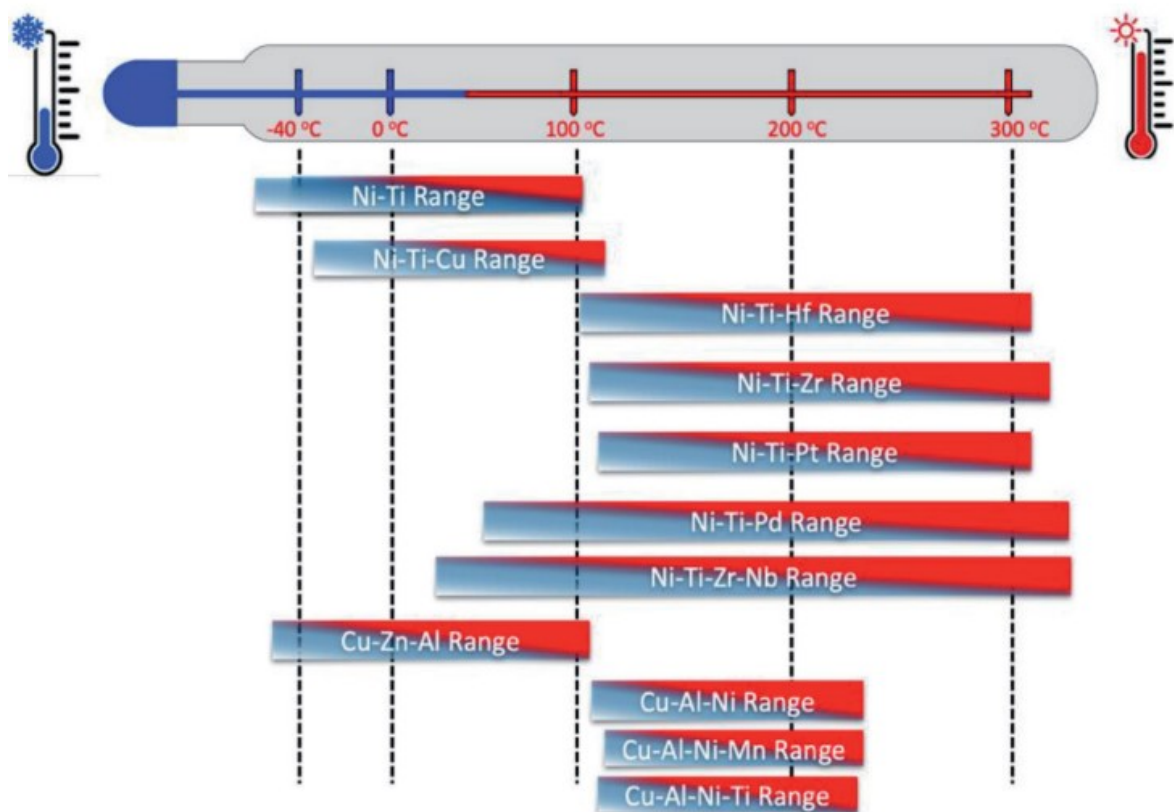 -40 °C 0 °C 100 °C 200 °C 300 °C
Ni-Ti Range
Ni-Ti-Cu Range
Ni-Ti-Hf Range
Ni-Ti-Zr Range
Ni-Ti-Pt Range
Ni-Ti-Pd Range
Ni-Ti-Zr-Nb Range
Cu-Zn-Al Range
Cu-Al-Ni Range
Cu-Al-Ni-Mn Range
Cu-Al-Ni-Ti Range